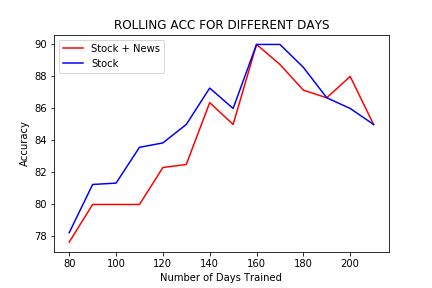 ROLLING ACC FOR DIFFERENT DAYS
Stock + News
Stock
Accuracy
90
88
86
84
82
80
78
80 100 120 140 160 180 200
Number of Days Trained